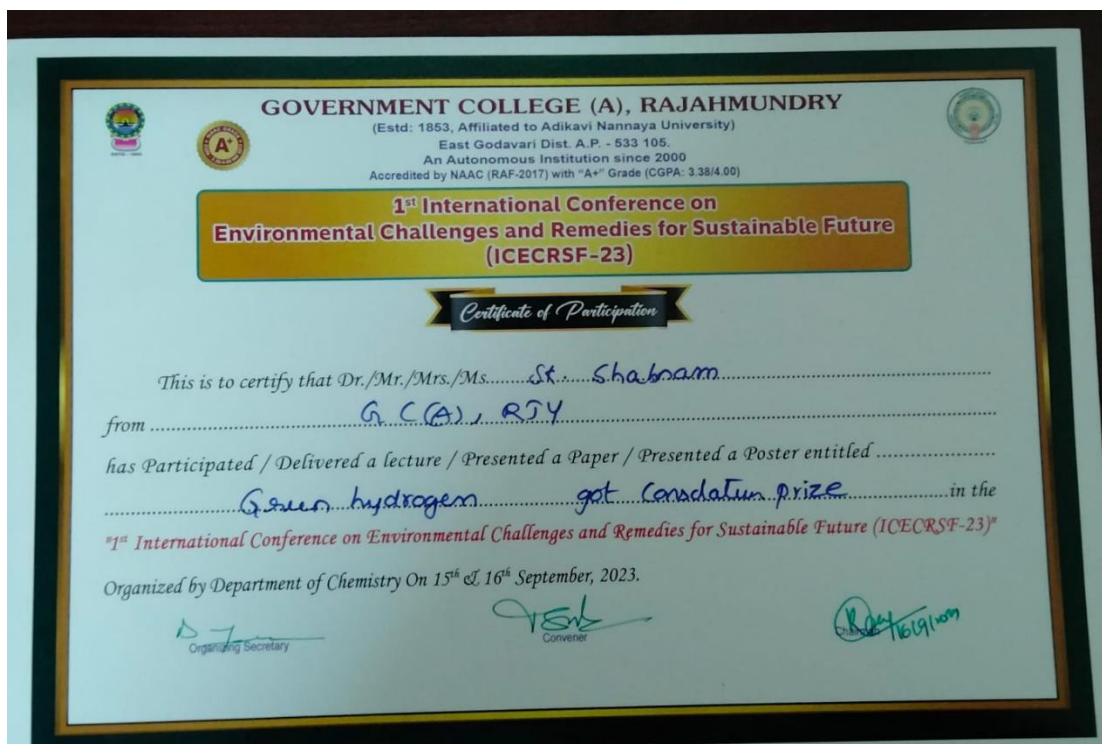 GOVERNMENT COLLEGE (A), RAJAHMUNDRY
(Estd: 1853, Affiliated to Adikavi Nannaya University)
East Godavari Dist. A.P. - 533 105.
An Autonomous Institution since 2000
Accredited by NAAC (RAF-2017) with "A+" Grade (CGPA: 3.38/4.00)
A+
1st International Conference on
Environmental Challenges and Remedies for Sustainable Future
(ICECRSF-23)
Certificate of Participation
This is to certify that Dr./Mr./Mrs./Ms. Sk. Shabnam
from G C (A), RJY
has Participated / Delivered a lecture / Presented a Paper / Presented a Poster entitled
Green hydrogen got Consolation prize in the
"1st International Conference on Environmental Challenges and Remedies for Sustainable Future (ICECRSF-23)"
Organized by Department of Chemistry On 15th & 16th September, 2023.
Organizing Secretary
Convener
Chairman